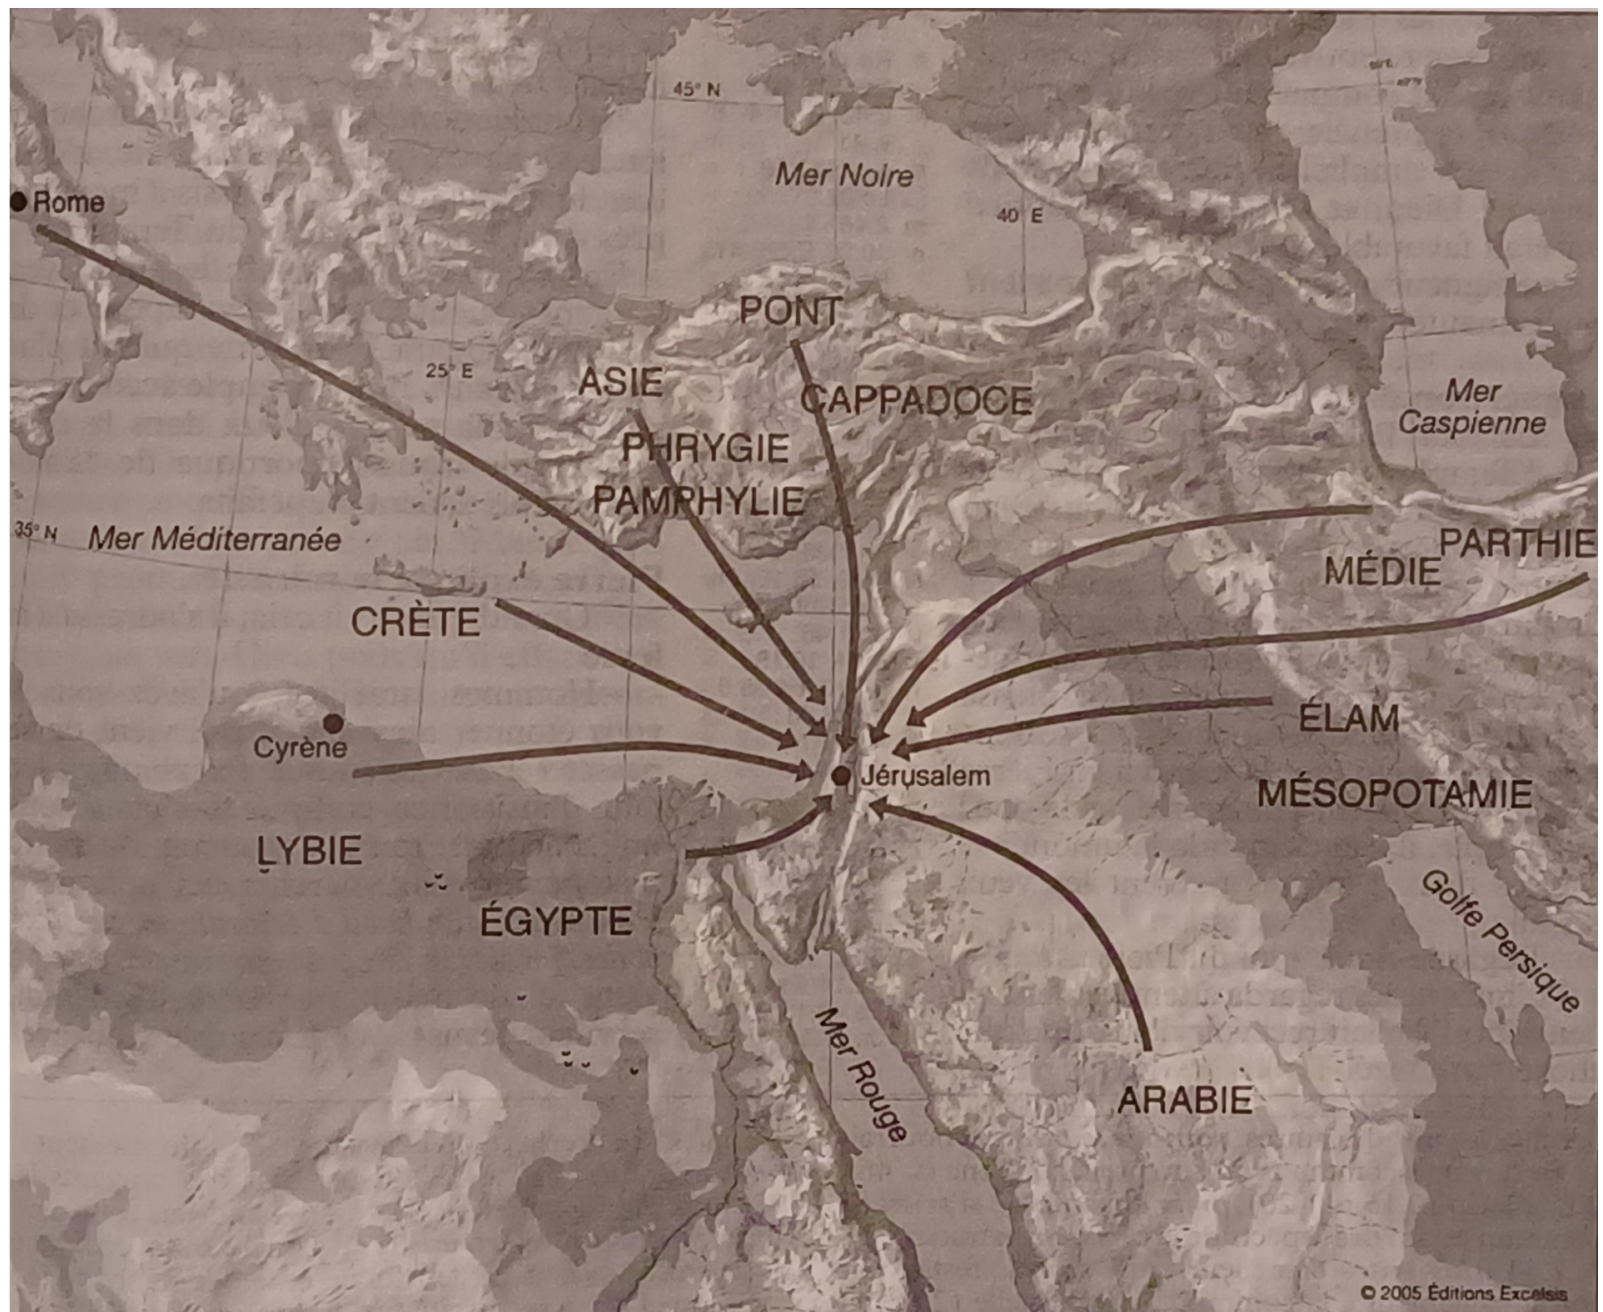 45° N
Mer Noire
Rome
40° E
PONT
25° E
ASIE
CAPPADOCE
Mer
Caspienne
PHRYGIE
PAMPHYLIE
35° N
Mer Méditerranée
PARTHIE
MÉDIE
CRÈTE
ÉLAM
Cyrène
Jérusalem
MÉSOPOTAMIE
LYBIE
ÉGYPTE
Golfe Persique
Mer Rouge
ARABIE
© 2005 Éditions Excelsis